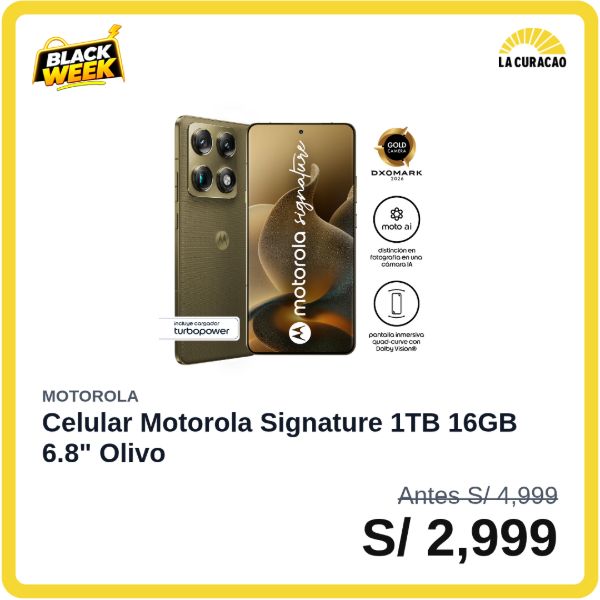 BLACK
WEEK
LA CURACAO
GOLD
CAMERA
DXOMARK
2026
moto ai
distinción en
fotografía en una
cámara IA
motorola signature
incluye cargador
turbopower
pantalla inmersiva
quad-curve con
Dolby Vision®
MOTOROLA
Celular Motorola Signature 1TB 16GB
6.8" Olivo
Antes S/ 4,999
S/ 2,999